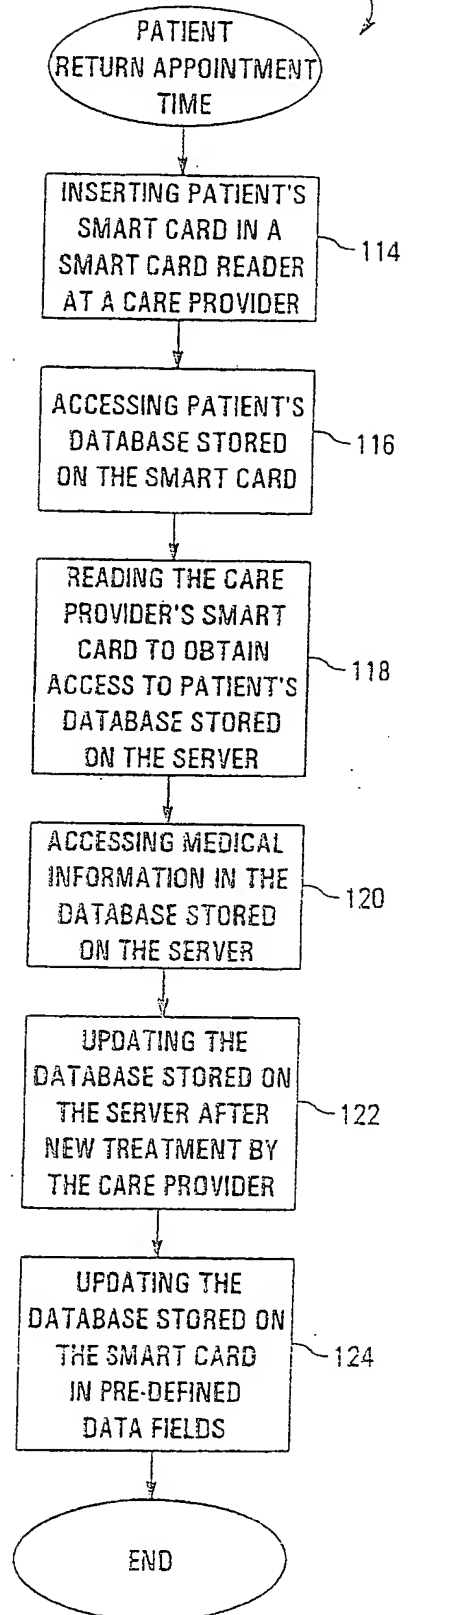 PATIENT
RETURN APPOINTMENT
TIME
INSERTING PATIENT'S
SMART CARD IN A
SMART CARD READER
AT A CARE PROVIDER
114
ACCESSING PATIENT'S
DATABASE STORED
ON THE SMART CARD
116
READING THE CARE
PROVIDER'S SMART
CARD TO OBTAIN
ACCESS TO PATIENT'S
DATABASE STORED
ON THE SERVER
118
ACCESSING MEDICAL
INFORMATION IN THE
DATABASE STORED
ON THE SERVER
120
UPDATING THE
DATABASE STORED ON
THE SERVER AFTER
NEW TREATMENT BY
THE CARE PROVIDER
122
UPDATING THE
DATABASE STORED ON
THE SMART CARD
IN PRE-DEFINED
DATA FIELDS
124
END